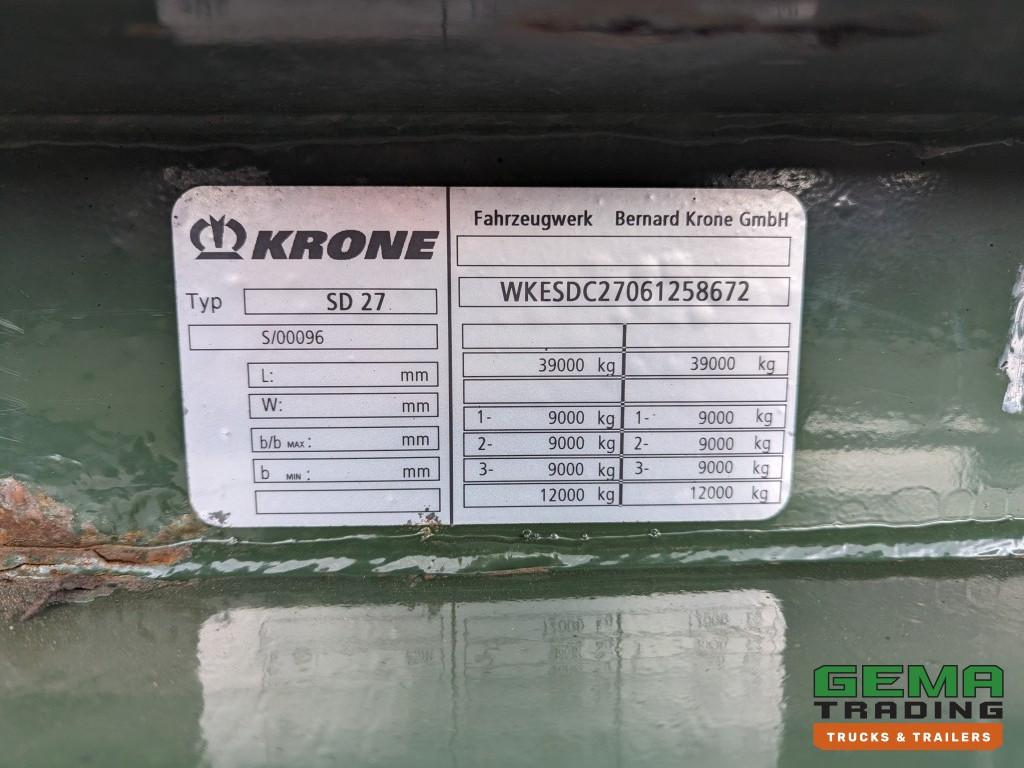 KRONE
Typ SD 27
S/00096
L: mm
W: mm
b/b MAX : mm
b MIN : mm
Fahrzeugwerk Bernard Krone GmbH
WKESDC27061258672
39000 kg 39000 kg
1- 9000 kg 1- 9000 kg
2- 9000 kg 2- 9000 kg
3- 9000 kg 3- 9000 kg
12000 kg 12000 kg
GEMA
TRADING
TRUCKS & TRAILERS